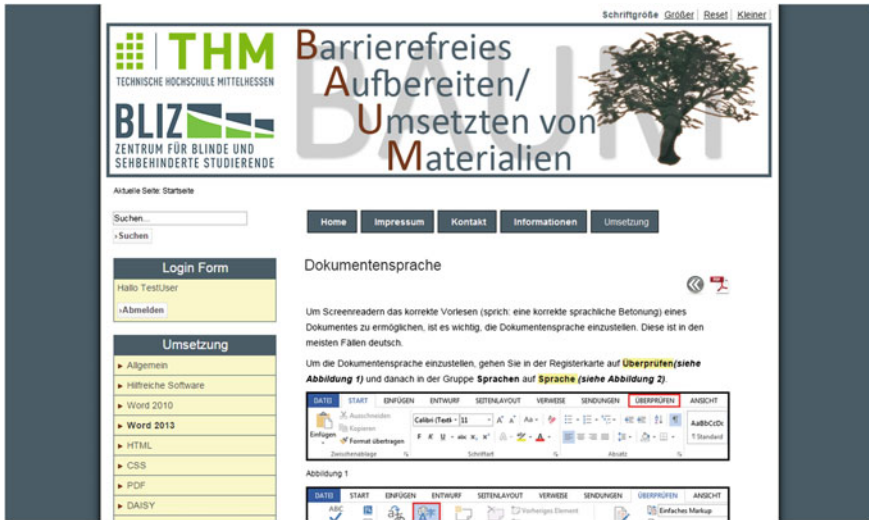 Schriftgröße Größer Reset Kleiner
THM
TECHNISCHE HOCHSCHULE MITTELHESSEN
BLIZ
ZENTRUM FÜR BLINDE UND
SEHBEHINDERTE STUDIERENDE
BAUM
Barrierefreies
Aufbereiten/
Umsetzten von
Materialien
Aktuelle Seite: Startseite
Suchen...
Suchen
Home Impressum Kontakt Informationen Umsetzung
Login Form
Hallo TestUser
Abmelden
Umsetzung
Allgemein
Hilfreiche Software
Word 2010
Word 2013
HTML
CSS
PDF
DAISY
Dokumentensprache
Um Screenreadern das korrekte Vorlesen (sprich: eine korrekte sprachliche Betonung) eines
Dokumentes zu ermöglichen, ist es wichtig, die Dokumentensprache einzustellen. Diese ist in den
meisten Fällen deutsch.
Um die Dokumentensprache einzustellen, gehen Sie in der Registerkarte auf Überprüfen(siehe
Abbildung 1) und danach in der Gruppe Sprachen auf Sprache (siehe Abbildung 2).
DATEI START EINFÜGEN ENTWURF SEITENLAYOUT VERWEISE SENDUNGEN ÜBERPRÜFEN ANSICHT
Einfügen
Ausschneiden
Kopieren
Format übertragen
Calibri (Textk 11
F K U abc
AaBbCcDc
¶ Standard
Zwischenablage Schriftart Absatz
Abbildung 1
DATEI START EINFÜGEN ENTWURF SEITENLAYOUT VERWEISE SENDUNGEN ÜBERPRÜFEN ANSICHT
ABC
Vorheriges Element
Einfaches Markup